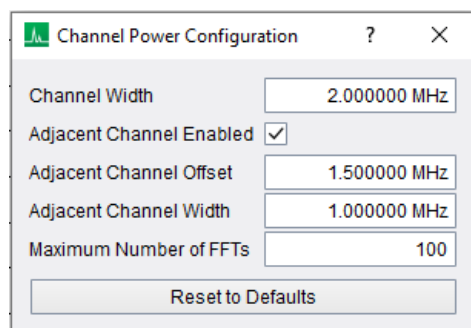 Channel Power Configuration ? ×
Channel Width 2.000000 MHz
Adjacent Channel Enabled ✓
Adjacent Channel Offset 1.500000 MHz
Adjacent Channel Width 1.000000 MHz
Maximum Number of FFTs 100
Reset to Defaults